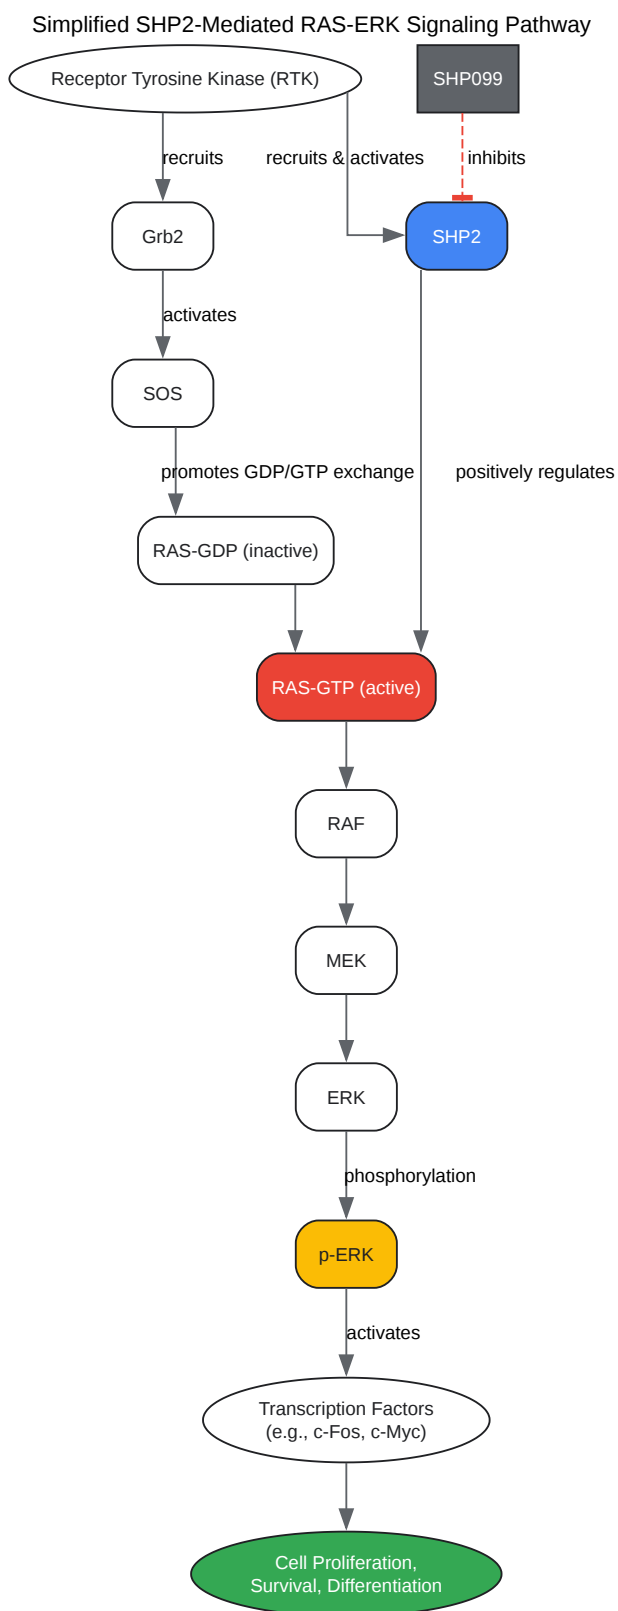 Simplified SHP2-Mediated RAS-ERK Signaling Pathway
Receptor Tyrosine Kinase (RTK)
SHP099
recruits
recruits & activates
inhibits
Grb2
SHP2
activates
SOS
promotes GDP/GTP exchange
positively regulates
RAS-GDP (inactive)
RAS-GTP (active)
RAF
MEK
ERK
phosphorylation
p-ERK
activates
Transcription Factors
(e.g., c-Fos, c-Myc)
Cell Proliferation,
Survival, Differentiation